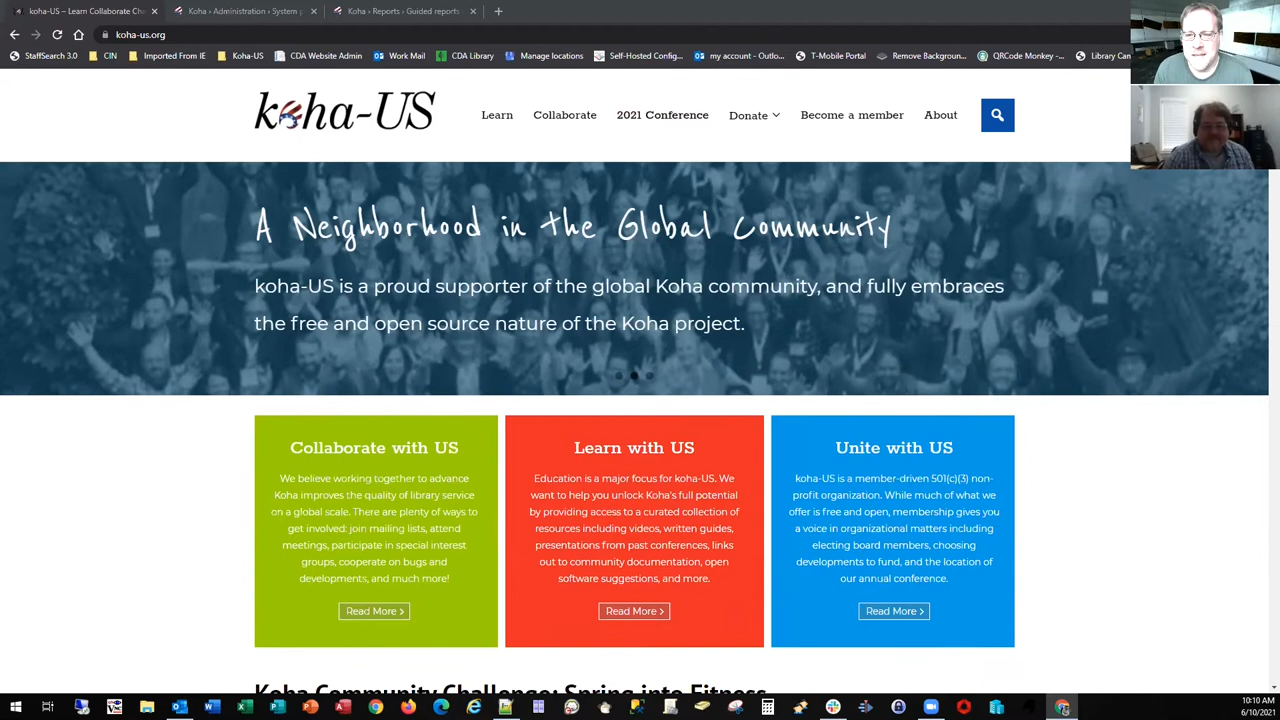 koha-US – Learn Collaborate Cha
Koha › Administration › System p
Koha › Reports › Guided reports
koha-us.org
StaffSearch 3.0
CIN
Imported From IE
Koha-US
CDA Website Admin
Work Mail
CDA Library
Manage locations
Self-Hosted Config...
my account - Outlo...
T-Mobile Portal
Remove Backgroun...
QRCode Monkey -...
Library Can
koha-US
Learn
Collaborate
2021 Conference
Donate
Become a member
About
A Neighborhood in the Global Community
koha-US is a proud supporter of the global Koha community, and fully embraces
the free and open source nature of the Koha project.
Collaborate with US
We believe working together to advance
Koha improves the quality of library service
on a global scale. There are plenty of ways to
get involved: join mailing lists, attend
meetings, participate in special interest
groups, cooperate on bugs and
developments, and much more!
Read More >
Learn with US
Education is a major focus for koha-US. We
want to help you unlock Koha's full potential
by providing access to a curated collection of
resources including videos, written guides,
presentations from past conferences, links
out to community documentation, open
software suggestions, and more.
Read More >
Unite with US
koha-US is a member-driven 501(c)(3) non-
profit organization. While much of what we
offer is free and open, membership gives you
a voice in organizational matters including
electing board members, choosing
developments to fund, and the location of
our annual conference.
Read More >
Koha Community Challenge: Spring into Fitness
10:10 AM
6/10/2021